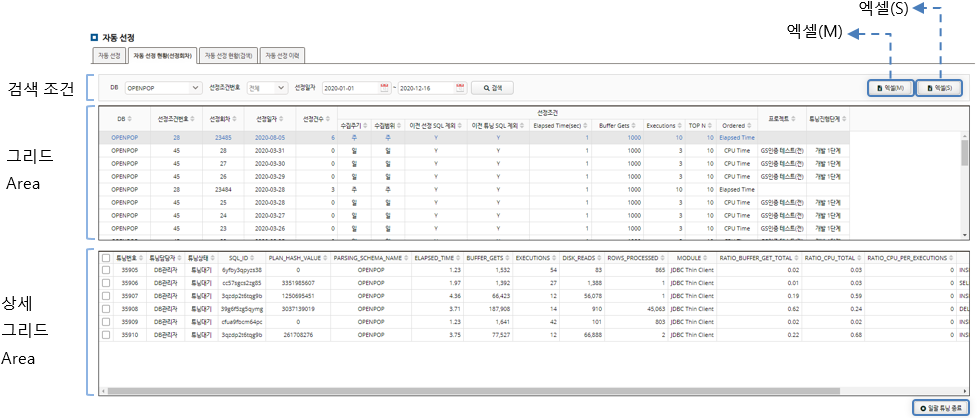 엑셀(S)
엑셀(M)
자동 선정
자동 선정 자동 선정 현황(선정회차) 자동 선정 현황(검색) 자동 선정 이력
검색 조건
DB OPENPOP 선정조건번호 전체 선정일자 2020-01-01 ~ 2020-12-16 검색 엑셀(M) 엑셀(S)
그리드
Area
선정조건
DB 선정조건번호 선정회차 선정일자 선정건수 수집주기 수집범위 이전 선정 SQL 제외 이전 튜닝 SQL 제외 Elapsed Time(sec) Buffer Gets Executions TOP N Ordered 프로젝트 튜닝진행단계
OPENPOP 28 23485 2020-08-05 6 주 주 Y Y 1 1000 10 10 Elapsed Time
OPENPOP 45 28 2020-03-31 0 일 일 Y Y 1 1000 3 10 CPU Time GS인증 테스트(전) 개발 1단계
OPENPOP 45 27 2020-03-30 0 일 일 Y Y 1 1000 3 10 CPU Time GS인증 테스트(전) 개발 1단계
OPENPOP 45 26 2020-03-29 0 일 일 Y Y 1 1000 3 10 CPU Time GS인증 테스트(전) 개발 1단계
OPENPOP 28 23484 2020-03-28 3 주 주 Y Y 1 1000 10 10 Elapsed Time
OPENPOP 45 25 2020-03-28 0 일 일 Y Y 1 1000 3 10 CPU Time GS인증 테스트(전) 개발 1단계
OPENPOP 45 24 2020-03-27 0 일 일 Y Y 1 1000 3 10 CPU Time GS인증 테스트(전) 개발 1단계
OPENPOP 45 23 2020-03-26 0 일 일 Y Y 1 1000 3 10 CPU Time GS인증 테스트(전) 개발 1단계
상세
그리드
Area
튜닝번호 튜닝담당자 튜닝상태 SQL_ID PLAN_HASH_VALUE PARSING_SCHEMA_NAME ELAPSED_TIME BUFFER_GETS EXECUTIONS DISK_READS ROWS_PROCESSED MODULE RATIO_BUFFER_GET_TOTAL RATIO_CPU_TOTAL RATIO_CPU_PER_EXECUTIONS
35905 DB관리자 튜닝대기 6yfby3qpyzs38 0 OPENPOP 1.23 1,532 54 83 865 JDBC Thin Client 0.02 0.03 0 INS
35906 DB관리자 튜닝대기 cc57sgcs2zg85 3351985607 OPENPOP 1.97 1,392 27 1,388 1 JDBC Thin Client 0.01 0.03 0 SEL
35907 DB관리자 튜닝대기 3qzdp2t6tqg9b 1250695451 OPENPOP 4.36 66,423 12 56,078 1 JDBC Thin Client 0.19 0.59 0 INS
35908 DB관리자 튜닝대기 39g6f5zg5qymg 3037139019 OPENPOP 5.71 187,908 14 910 45,063 JDBC Thin Client 0.62 0.24 0 DEL
35909 DB관리자 튜닝대기 cfua9fbcm64pc 0 OPENPOP 1.23 1,641 42 101 803 JDBC Thin Client 0.02 0.02 0 INS
35910 DB관리자 튜닝대기 3qzdp2t6tqg9b 261708276 OPENPOP 3.75 77,527 12 66,888 2 JDBC Thin Client 0.22 0.68 0 INS
일괄 튜닝 종료